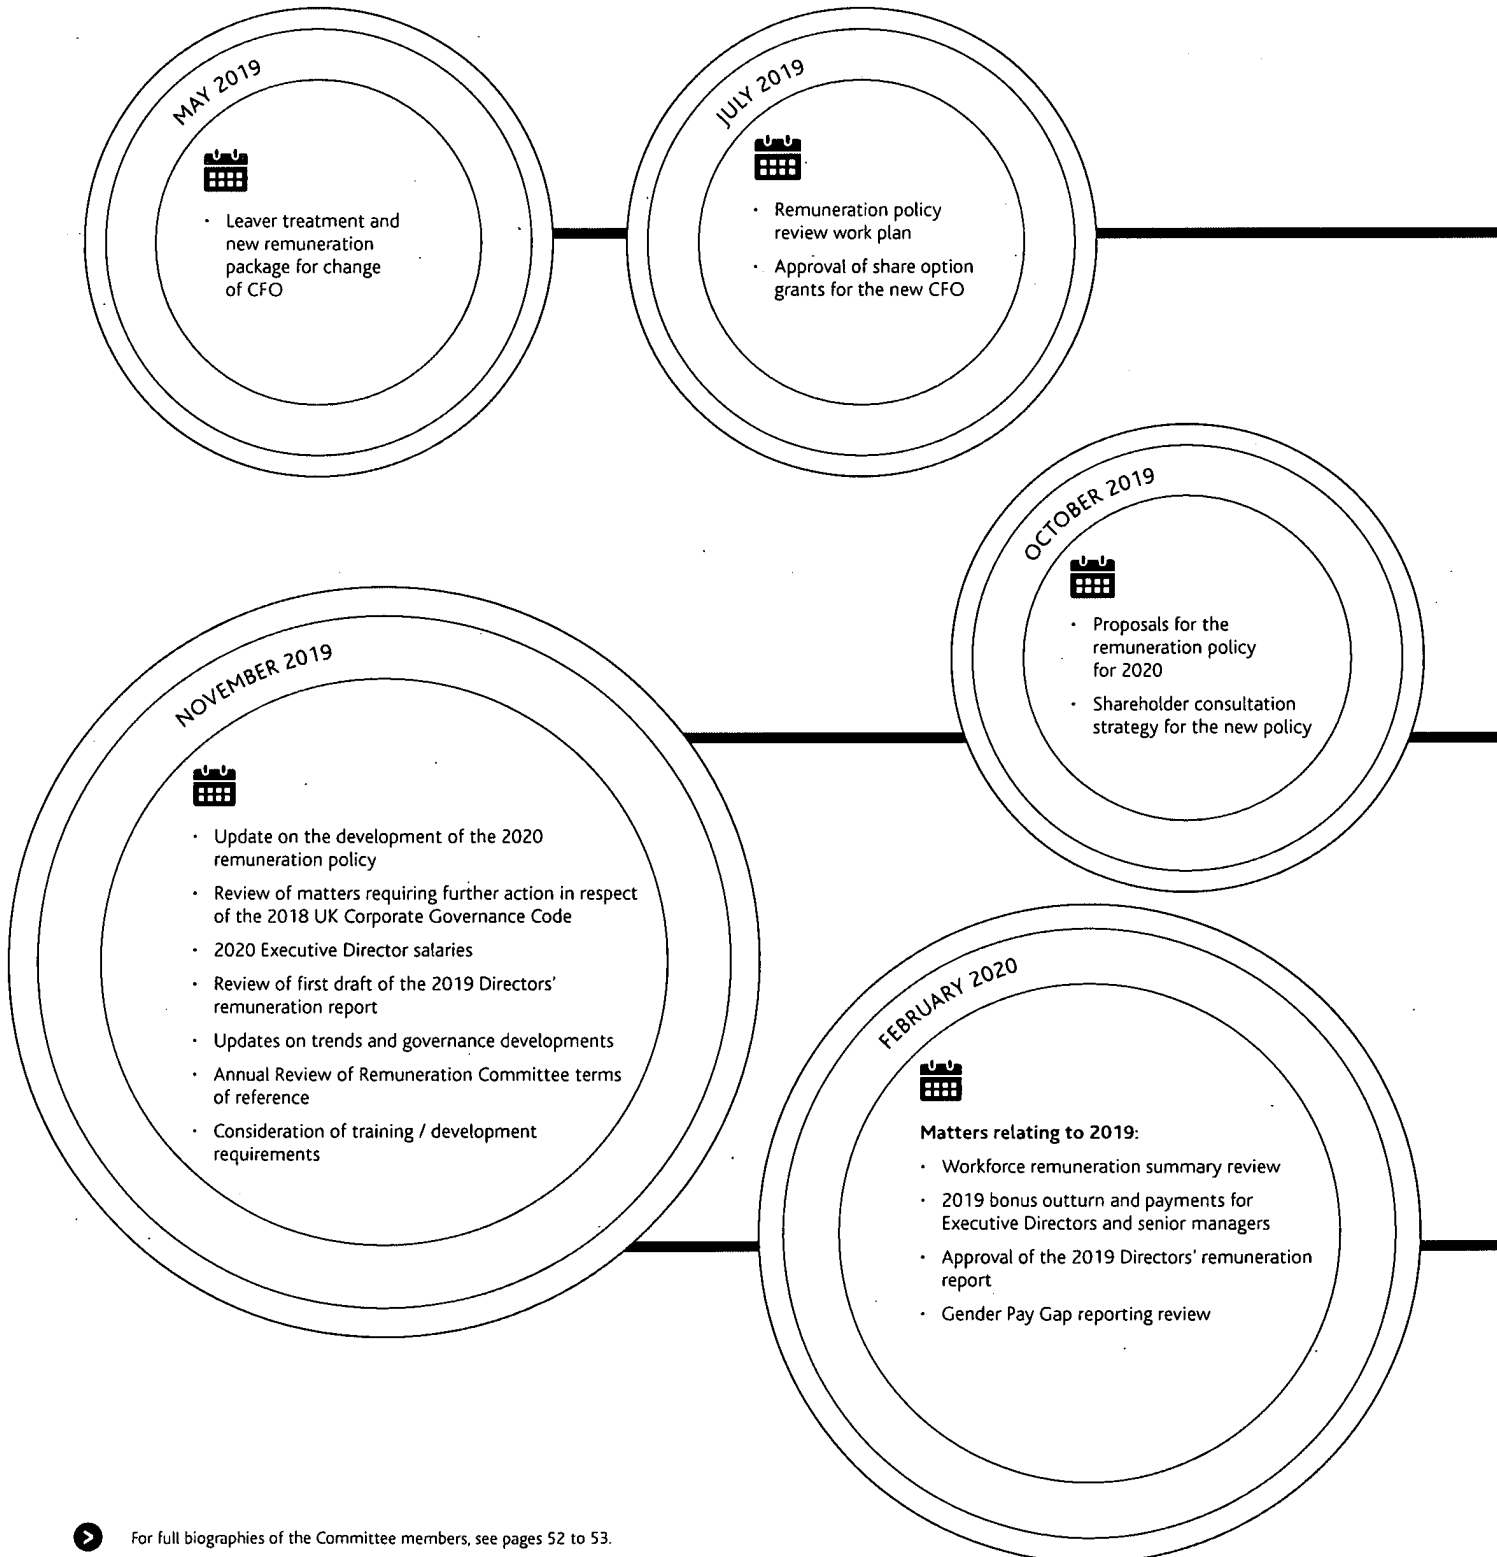 MAY 2019
· Leaver treatment and
new remuneration
package for change
of CFO
JULY 2019
· Remuneration policy
review work plan
· Approval of share option
grants for the new CFO
OCTOBER 2019
· Proposals for the
remuneration policy
for 2020
· Shareholder consultation
strategy for the new policy
NOVEMBER 2019
· Update on the development of the 2020
remuneration policy
· Review of matters requiring further action in respect
of the 2018 UK Corporate Governance Code
· 2020 Executive Director salaries
· Review of first draft of the 2019 Directors'
remuneration report
· Updates on trends and governance developments
· Annual Review of Remuneration Committee terms
of reference
· Consideration of training / development
requirements
FEBRUARY 2020
Matters relating to 2019:
· Workforce remuneration summary review
· 2019 bonus outturn and payments for
Executive Directors and senior managers
· Approval of the 2019 Directors' remuneration
report
· Gender Pay Gap reporting review
For full biographies of the Committee members, see pages 52 to 53.